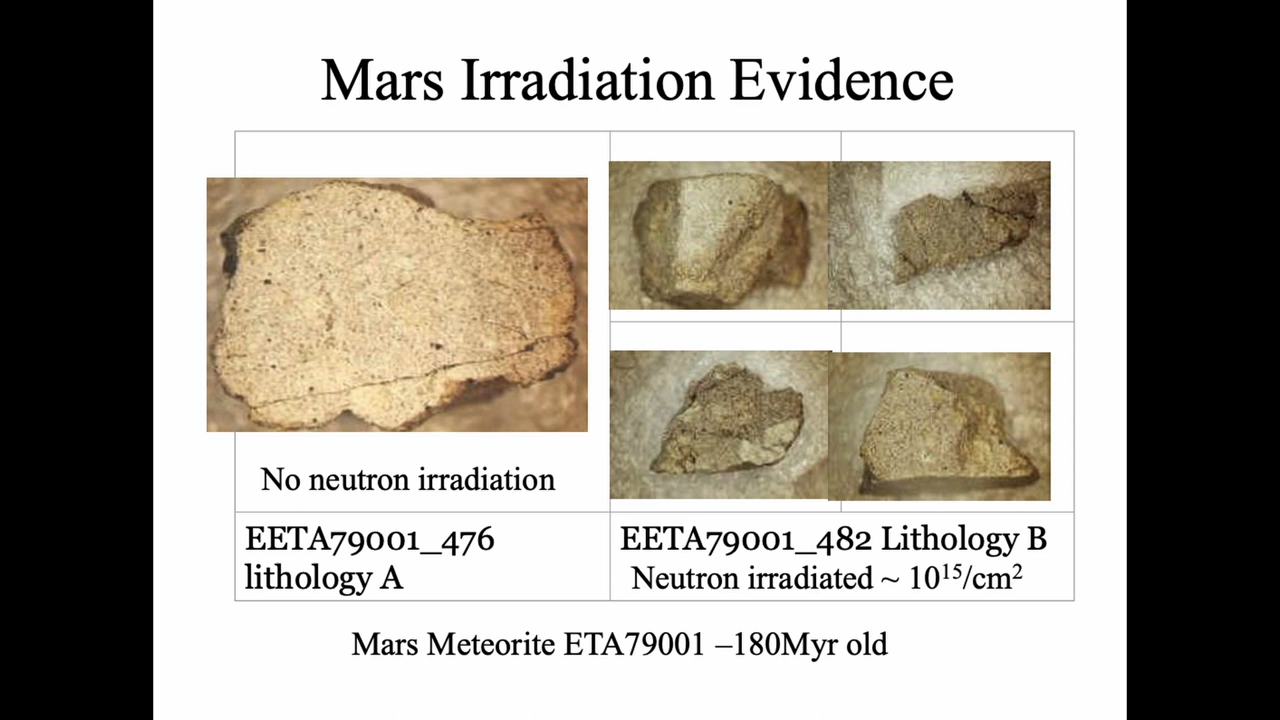 Mars Irradiation Evidence
No neutron irradiation
EETA79001_476
lithology A
EETA79001_482 Lithology B
Neutron irradiated ~ 10¹⁵/cm²
Mars Meteorite ETA79001 –180Myr old